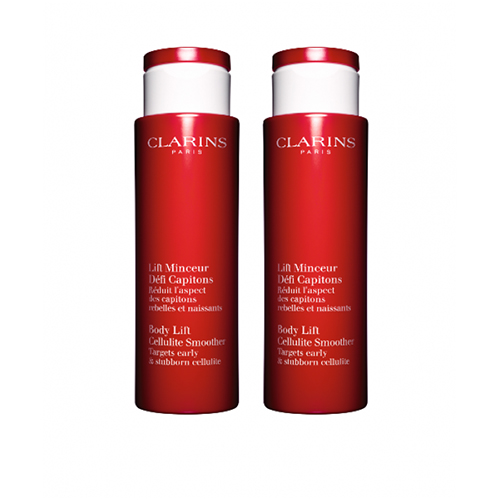 CLARINS
PARIS
Lift Minceur
Défi Capitons
Réduit l'aspect
des capitons
rebelles et naissants
Body Lift
Cellulite Smoother
Targets early
& stubborn cellulite
CLARINS
PARIS
Lift Minceur
Défi Capitons
Réduit l'aspect
des capitons
rebelles et naissants
Body Lift
Cellulite Smoother
Targets early
& stubborn cellulite